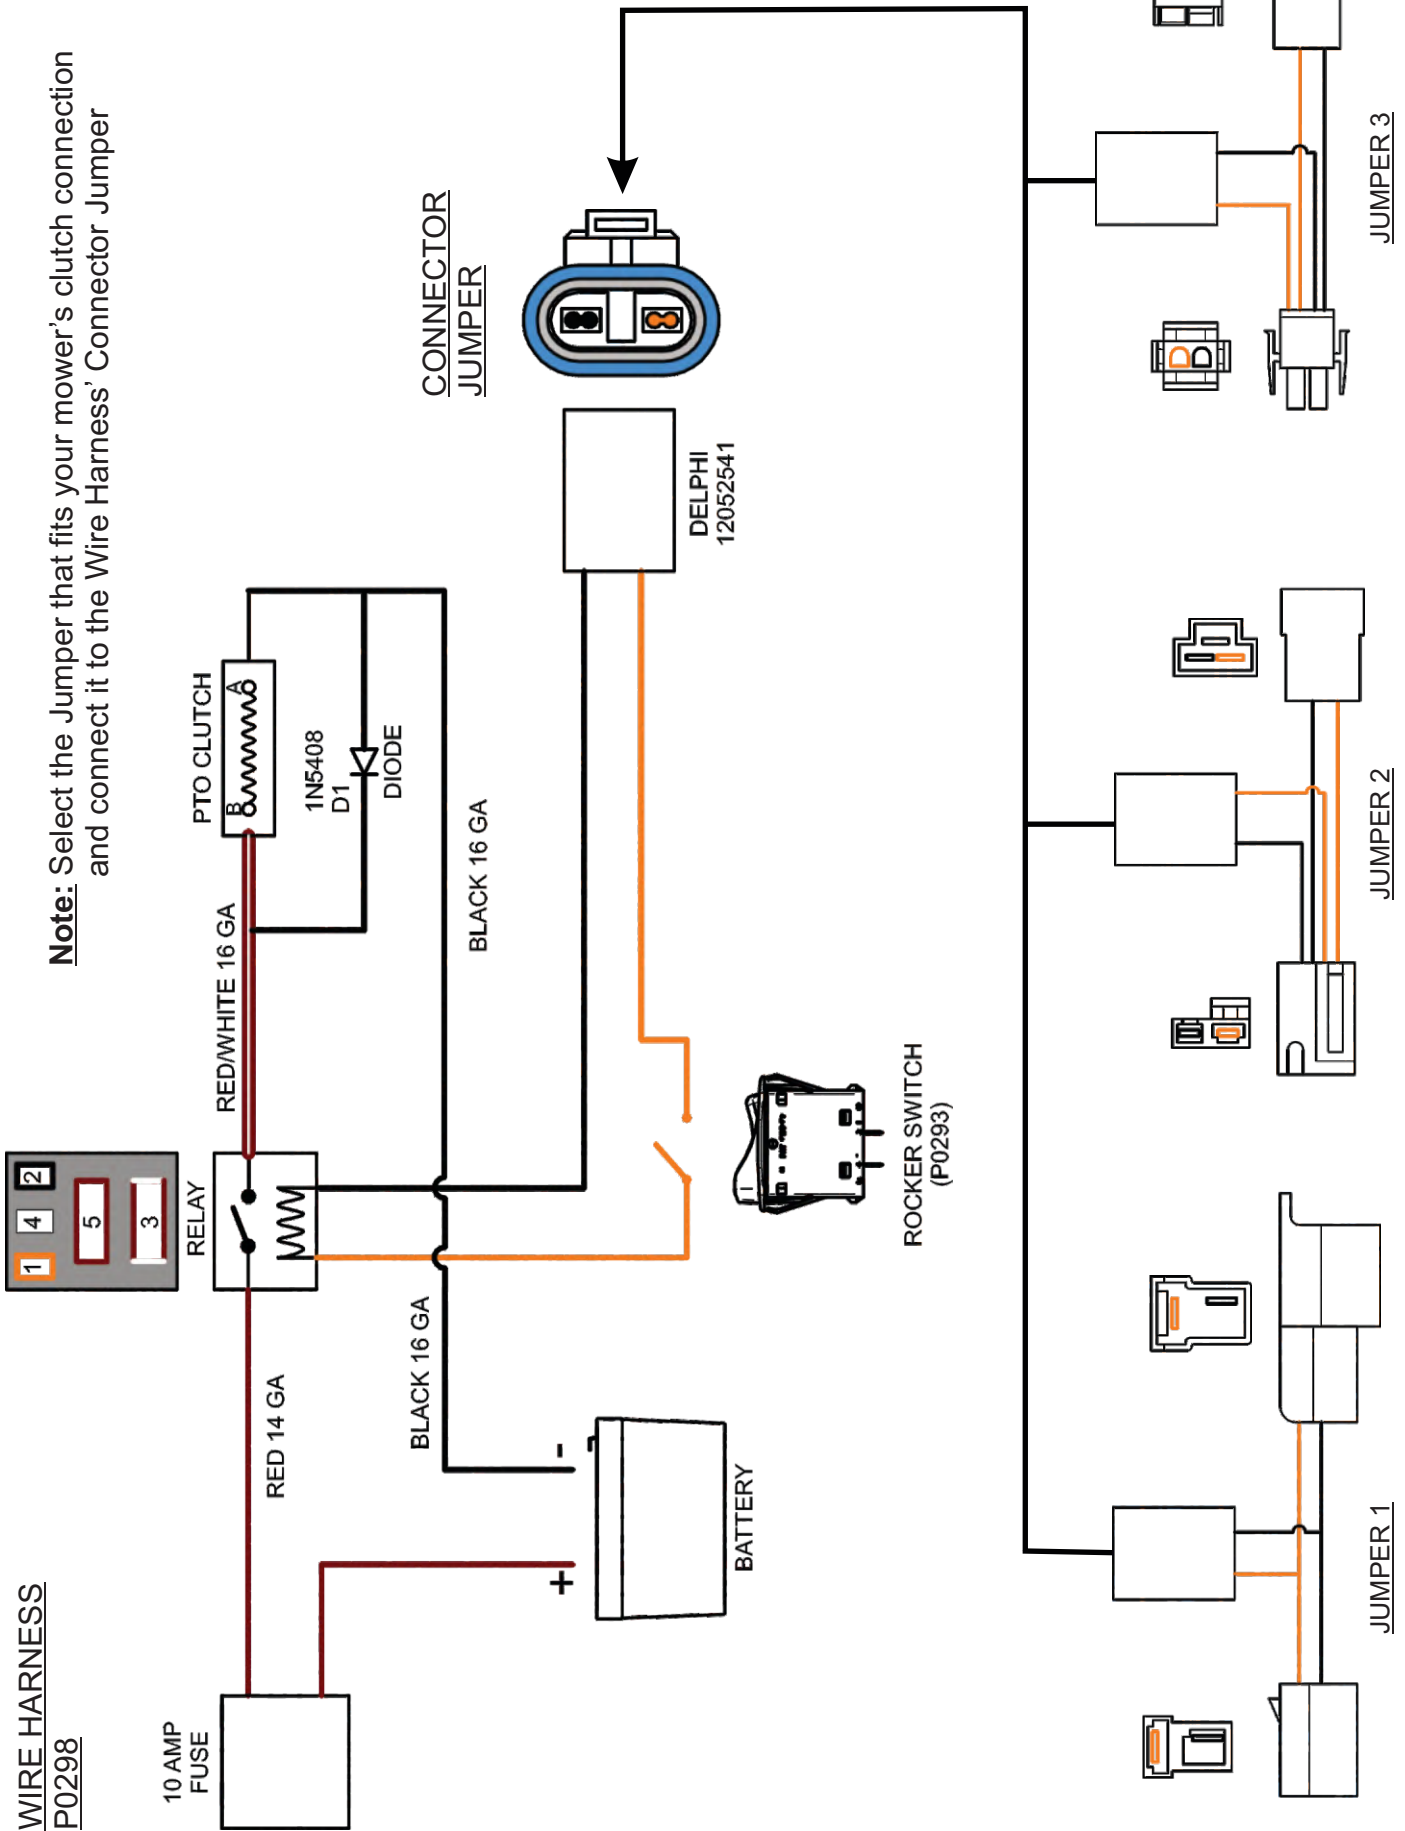 WIRE HARNESS
P0298
Note: Select the Jumper that fits your mower's clutch connection
and connect it to the Wire Harness' Connector Jumper
10 AMP
FUSE
RED 14 GA
1
4
2
5
3
RELAY
RED/WHITE 16 GA
PTO CLUTCH
B
A
1N5408
D1
DIODE
BLACK 16 GA
BLACK 16 GA
+
-
BATTERY
ROCKER SWITCH
(P0293)
CONNECTOR
JUMPER
DELPHI
12052541
JUMPER 1
JUMPER 2
JUMPER 3